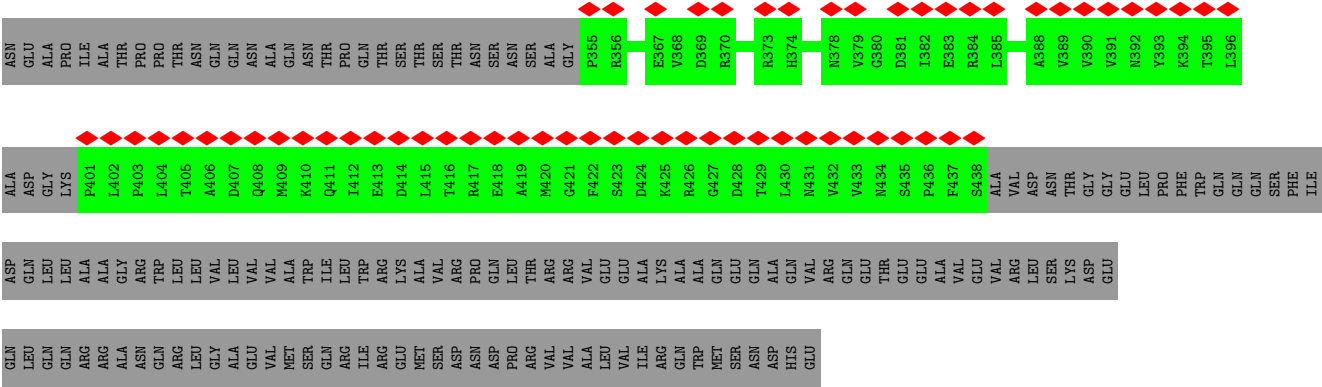 ASN GLU ALA PRO ILE ALA THR PRO PRO THR ASN GLN GLN ASN ALA GLN ASN THR PRO GLN THR SER THR THR SER THR ASN SER ASN SER ALA GLY P355 R356 E367 V368 D369 R370 R373 H374 N378 V379 G380 D381 I382 E383 R384 L385 A388 V389 V390 V391 N392 Y393 K394 T395 L396
ALA ASP GLY LYS P401 L402 P403 L404 T405 A406 D407 Q408 M409 K410 Q411 I412 E413 D414 L415 T416 R417 E418 A419 M420 G421 F422 S423 D424 K425 R426 G427 D428 T429 L430 N431 V432 V433 N434 S435 P436 F437 S438 ALA VAL ASP ASN THR GLY GLY GLU LEU PRO PHE TRP GLN GLN GLN SER PHE ILE
ASP GLN LEU LEU ALA ALA GLY ARG TRP LEU LEU VAL LEU VAL VAL ALA TRP ILE LEU TRP ARG LYS ALA VAL ARG PRO GLN LEU THR ARG ARG VAL GLU GLU ALA LYS ALA ALA GLN GLU GLN ALA GLN VAL ARG GLN GLU THR GLU GLU ALA VAL GLU VAL ARG LEU SER LYS ASP GLU
GLN LEU GLN GLN ARG ARG ALA ASN GLN ARG LEU GLY ALA GLU VAL MET SER GLN ARG ILE ARG GLU MET SER ASP ASN ASP PRO ARG VAL VAL ALA LEU VAL ILE ARG GLN TRP MET SER ASN ASP HIS GLU